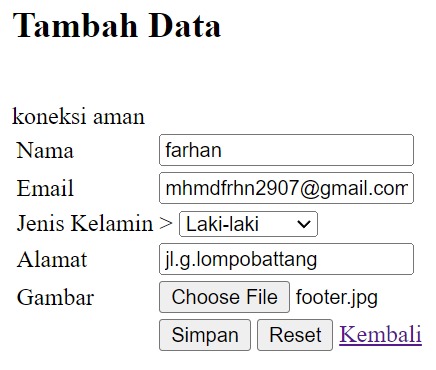 Tambah Data
koneksi aman
Nama farhan
Email mhmdfrhn2907@gmail.com
Jenis Kelamin > Laki-laki
Alamat jl.g.lompobattang
Gambar Choose File footer.jpg
Simpan Reset Kembali